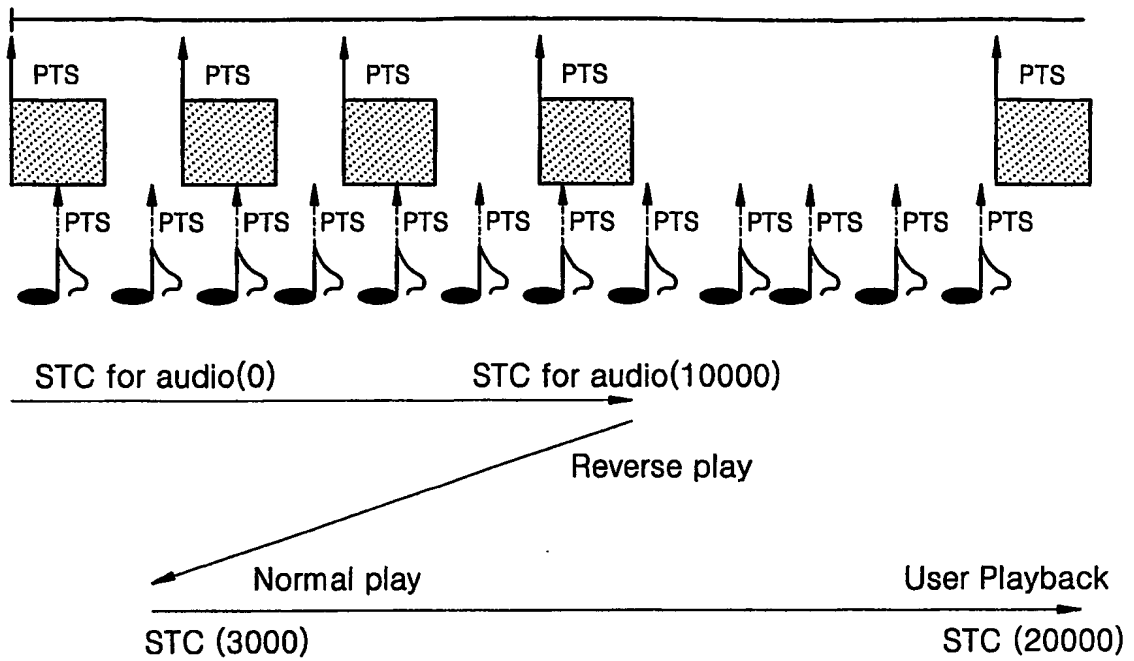 PTS PTS PTS PTS PTS
PTS PTS PTS PTS PTS PTS PTS PTS PTS PTS PTS PTS
STC for audio(0) STC for audio(10000)
Reverse play
Normal play User Playback
STC (3000) STC (20000)